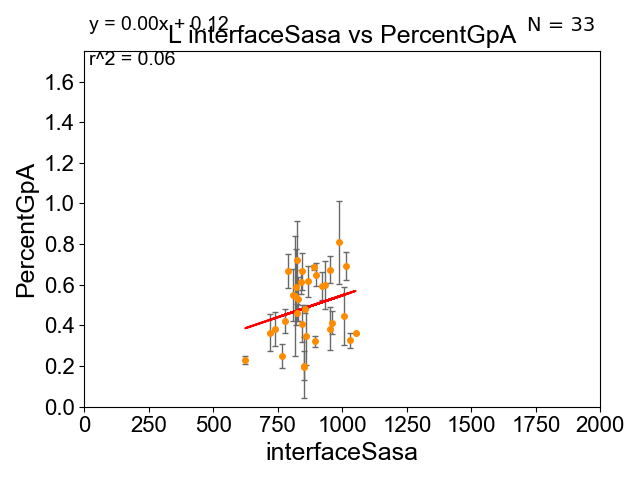 y = 0.00x + 0.12
N = 33
L interfaceSasa vs PercentGpA
r^2 = 0.06
PercentGpA
1.6
1.4
1.2
1.0
0.8
0.6
0.4
0.2
0.0
0 250 500 750 1000 1250 1500 1750 2000
interfaceSasa